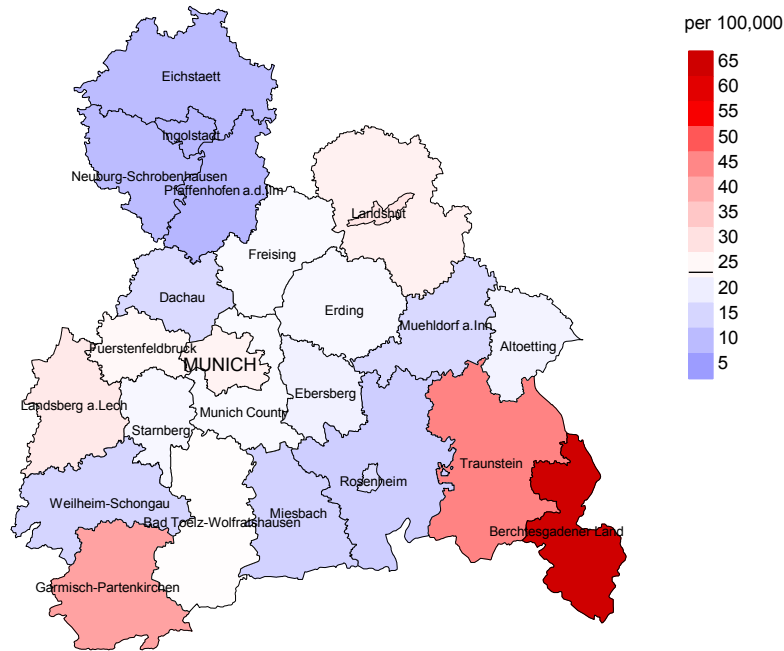 per 100,000
65
60
55
50
45
40
35
30
25
20
15
10
5
Eichstaett
Ingolstadt
Neuburg-Schrobenhausen
Pfaffenhofen a.d.Ilm
Landshut
Freising
Dachau
Erding
Muehldorf a.Inn
Altoetting
Fuerstenfeldbruck
MUNICH
Ebersberg
Landsberg a.Lech
Munich County
Starnberg
Traunstein
Rosenheim
Weilheim-Schongau
Miesbach
Bad Toelz-Wolfratshausen
Berchtesgadener Land
Garmisch-Partenkirchen